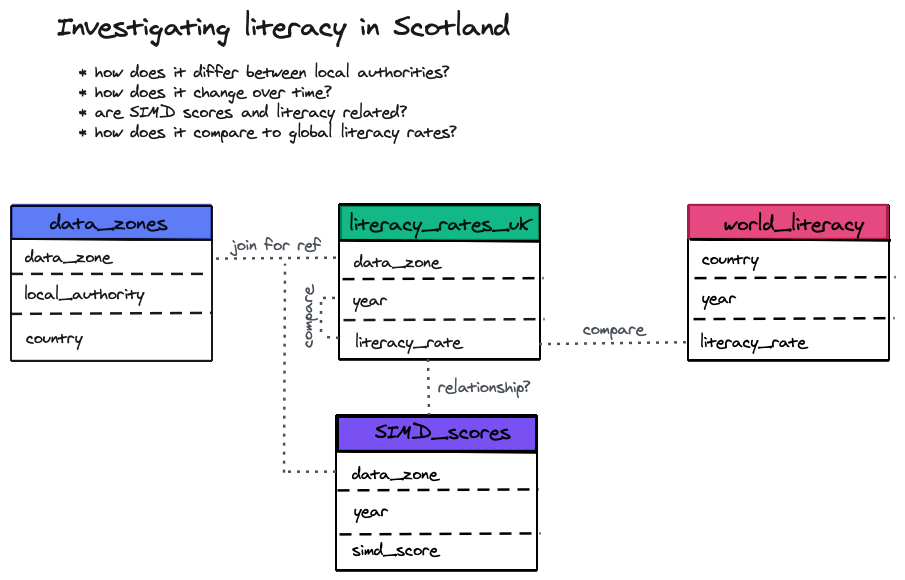 Investigating literacy in Scotland
* how does it differ between local authorities?
* how does it change over time?
* are SIMD scores and literacy related?
* how does it compare to global literacy rates?
data_zones
data_zone
local_authority
country
join for ref
literacy_rates_uk
data_zone
year
literacy_rate
compare
compare
world_literacy
country
year
literacy_rate
relationship?
SIMD_scores
data_zone
year
simd_score